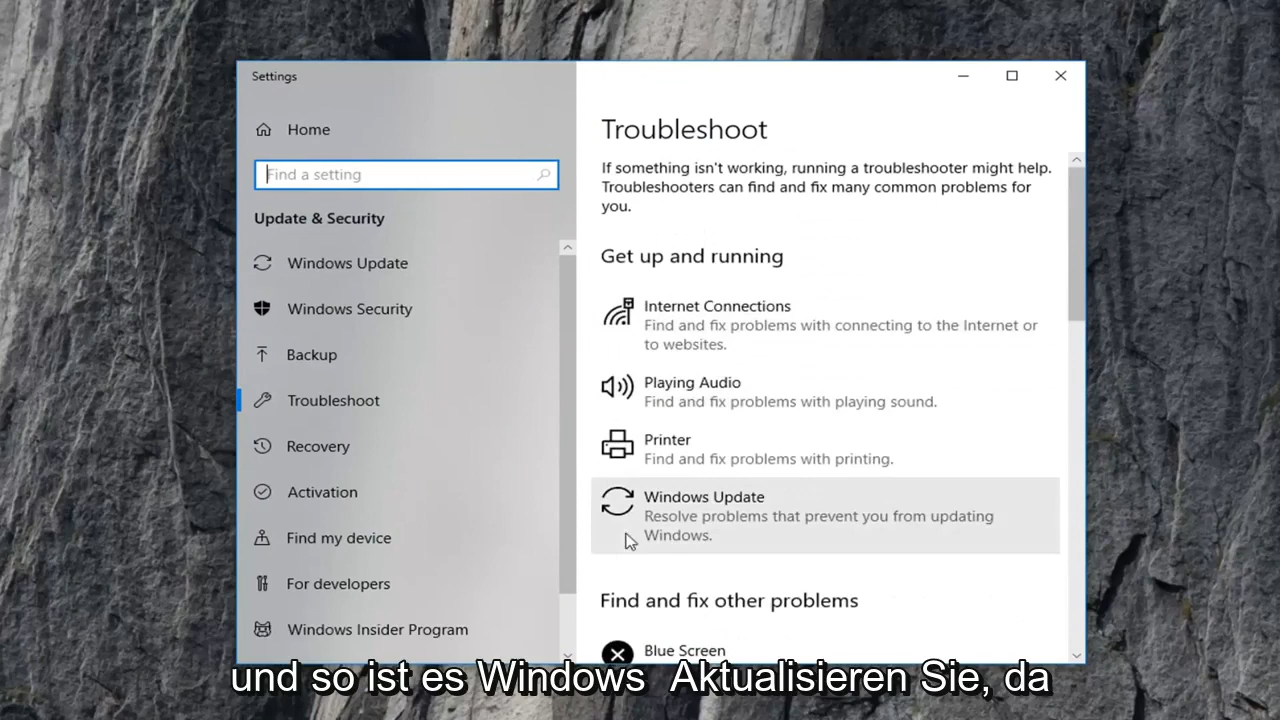 Settings
Home
Find a setting
Update & Security
Windows Update
Windows Security
Backup
Troubleshoot
Recovery
Activation
Find my device
For developers
Windows Insider Program
Troubleshoot
If something isn't working, running a troubleshooter might help.
Troubleshooters can find and fix many common problems for
you.
Get up and running
Internet Connections
Find and fix problems with connecting to the Internet or
to websites.
Playing Audio
Find and fix problems with playing sound.
Printer
Find and fix problems with printing.
Windows Update
Resolve problems that prevent you from updating
Windows.
Find and fix other problems
Blue Screen
und so ist es Windows Aktualisieren Sie, da